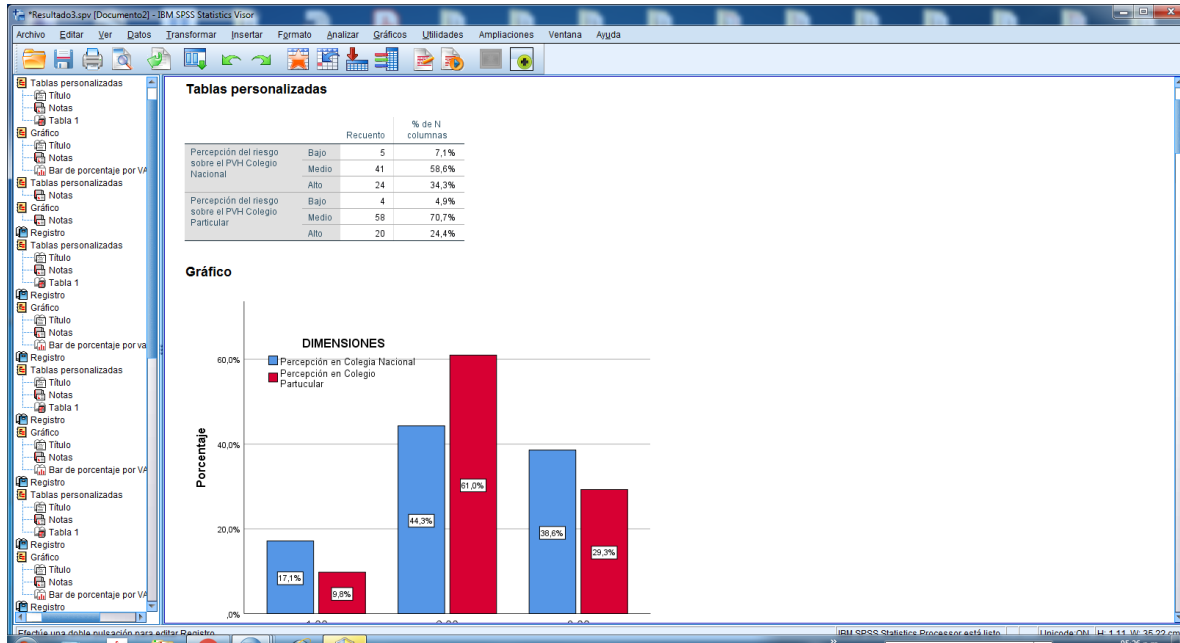 *Resultado3.spv [Documento2] - IBM SPSS Statistics Visor
Archivo Editar Ver Datos Transformar Insertar Formato Analizar Gráficos Utilidades Ampliaciones Ventana Ayuda
Tablas personalizadas
Título
Notas
Tabla 1
Gráfico
Título
Notas
Bar de porcentaje por VA
Tablas personalizadas
Notas
Gráfico
Notas
Registro
Tablas personalizadas
Título
Notas
Tabla 1
Registro
Gráfico
Título
Notas
Bar de porcentaje por va
Registro
Tablas personalizadas
Título
Notas
Tabla 1
Registro
Gráfico
Título
Notas
Bar de porcentaje por VA
Registro
Tablas personalizadas
Título
Notas
Tabla 1
Registro
Gráfico
Título
Notas
Bar de porcentaje por VA
Registro
Tablas personalizadas
Recuento % de N columnas
Percepción del riesgo sobre el PVH Colegio Nacional
Bajo 5 7,1%
Medio 41 58,6%
Alto 24 34,3%
Percepción del riesgo sobre el PVH Colegio Particular
Bajo 4 4,9%
Medio 58 70,7%
Alto 20 24,4%
Gráfico
DIMENSIONES
Percepción en Colegia Nacional
Percepción en Colegio
Partucular
Porcentaje
60,0%
40,0%
20,0%
,0%
17,1%
9,8%
44,3%
61,0%
38,6%
29,3%
Efectúe una doble pulsación para editar Registro
IBM SPSS Statistics Processor está listo
Unicode:ON H: 1,11, W: 35,22 cm